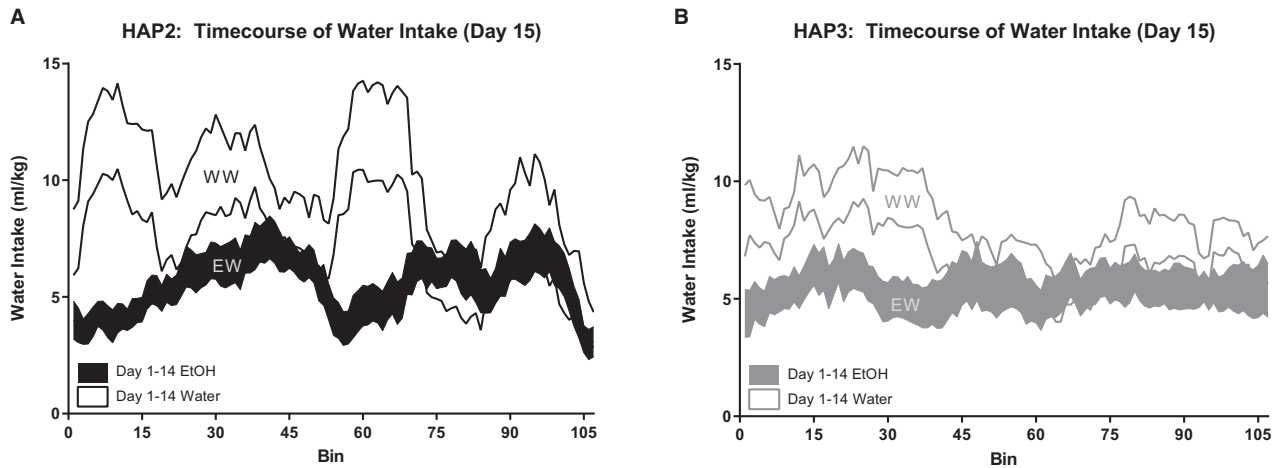 A
HAP2: Timecourse of Water Intake (Day 15)
Water Intake (ml/kg)
15
10
5
0
WW
EW
Day 1-14 EtOH
Day 1-14 Water
0 15 30 45 60 75 90 105
Bin
B
HAP3: Timecourse of Water Intake (Day 15)
Water Intake (ml/kg)
15
10
5
0
WW
EW
Day 1-14 EtOH
Day 1-14 Water
0 15 30 45 60 75 90 105
Bin